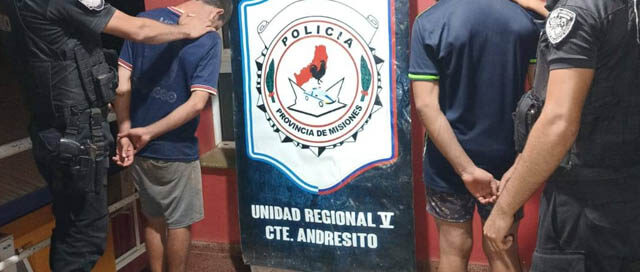 POLICIA
PROVINCIA DE MISIONES
UNIDAD REGIONAL V
CTE. ANDRESITO